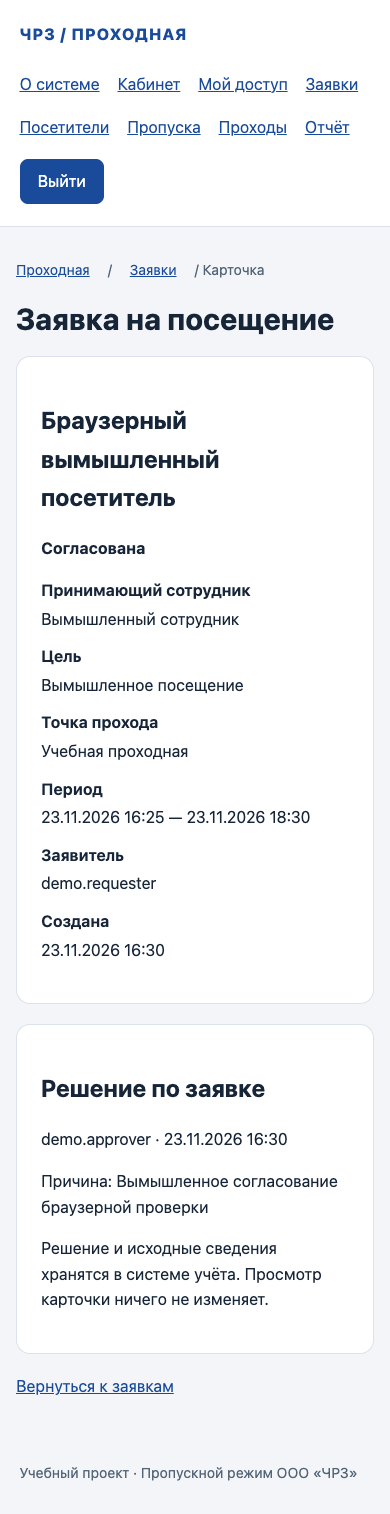 ЧРЗ / ПРОХОДНАЯ
О системе Кабинет Мой доступ Заявки
Посетители Пропуска Проходы Отчёт
Выйти
Проходная / Заявки / Карточка
Заявка на посещение
Браузерный
вымышленный
посетитель
Согласована
Принимающий сотрудник
Вымышленный сотрудник
Цель
Вымышленное посещение
Точка прохода
Учебная проходная
Период
23.11.2026 16:25 — 23.11.2026 18:30
Заявитель
demo.requester
Создана
23.11.2026 16:30
Решение по заявке
demo.approver · 23.11.2026 16:30
Причина: Вымышленное согласование
браузерной проверки
Решение и исходные сведения
хранятся в системе учёта. Просмотр
карточки ничего не изменяет.
Вернуться к заявкам
Учебный проект · Пропускной режим ООО «ЧРЗ»